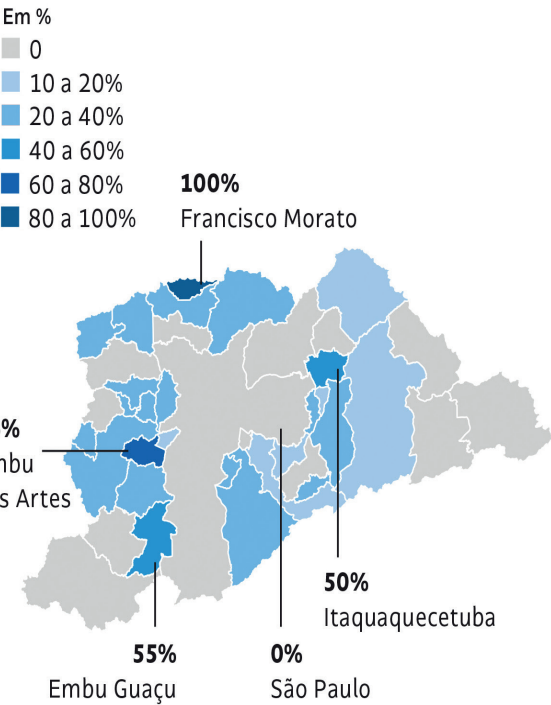 Em %
0
10 a 20%
20 a 40%
40 a 60%
60 a 80%
80 a 100%
100%
Francisco Morato
Artes
50%
Itaquaquecetuba
55%
Embu Guaçu
0%
São Paulo